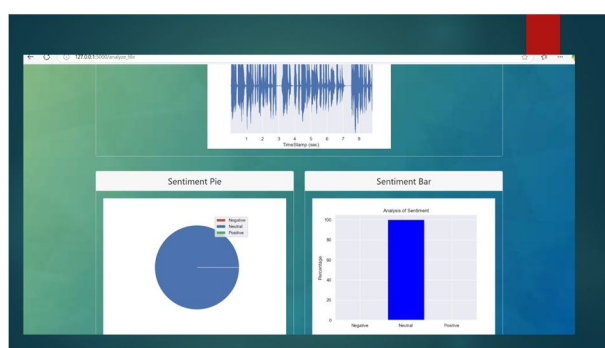 127.0.0.1:5000/analyse_file
1 2 3 4 5 6 7 8
TimeStamp (sec)
Sentiment Pie
Negative
Neutral
Positive
Sentiment Bar
Analysis of Sentiment
100
80
60
40
20
0
Percentage
Negative Neutral Positive